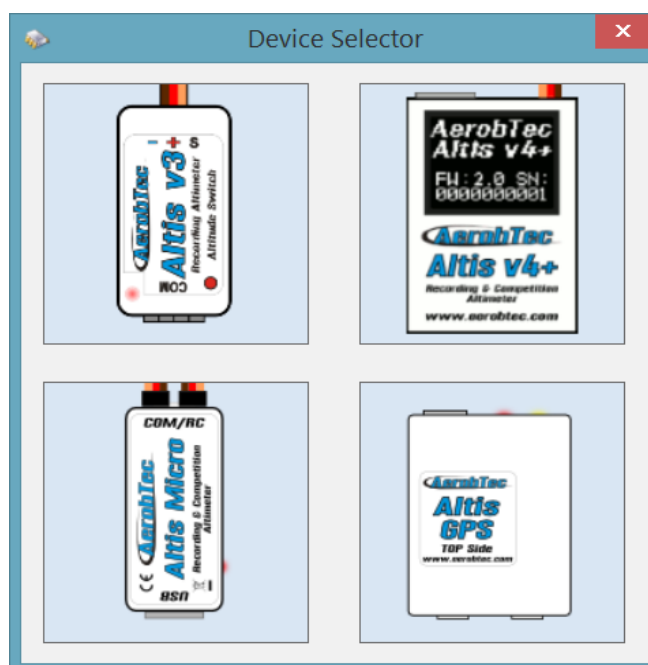 Device Selector
AerobTec
Altis v3+
Recording Altimeter
Altitude Switch
COM
- + S
AerobTec
Altis v4+
FW:2.0 SN:
0000000001
AerobTec
Altis v4+
Recording & Competition
Altimeter
www.aerobtec.com
COM/RC
AerobTec
Altis Micro
Recording & Competition
Altimeter
CE
USB
AerobTec
Altis
GPS
TOP Side
www.aerobtec.com